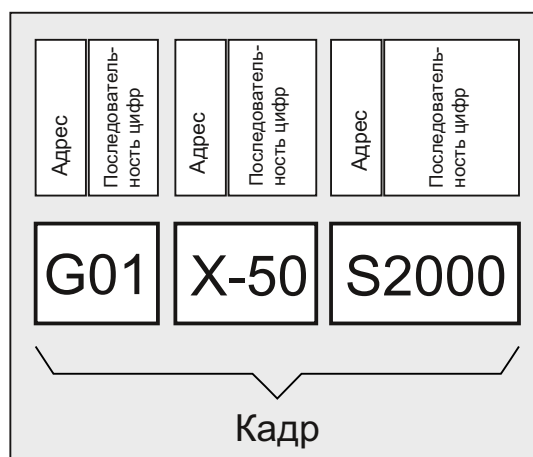 Адрес
Последователь-
ность цифр
Адрес
Последователь-
ность цифр
Адрес
Последователь-
ность цифр
G01
X-50
S2000
Кадр